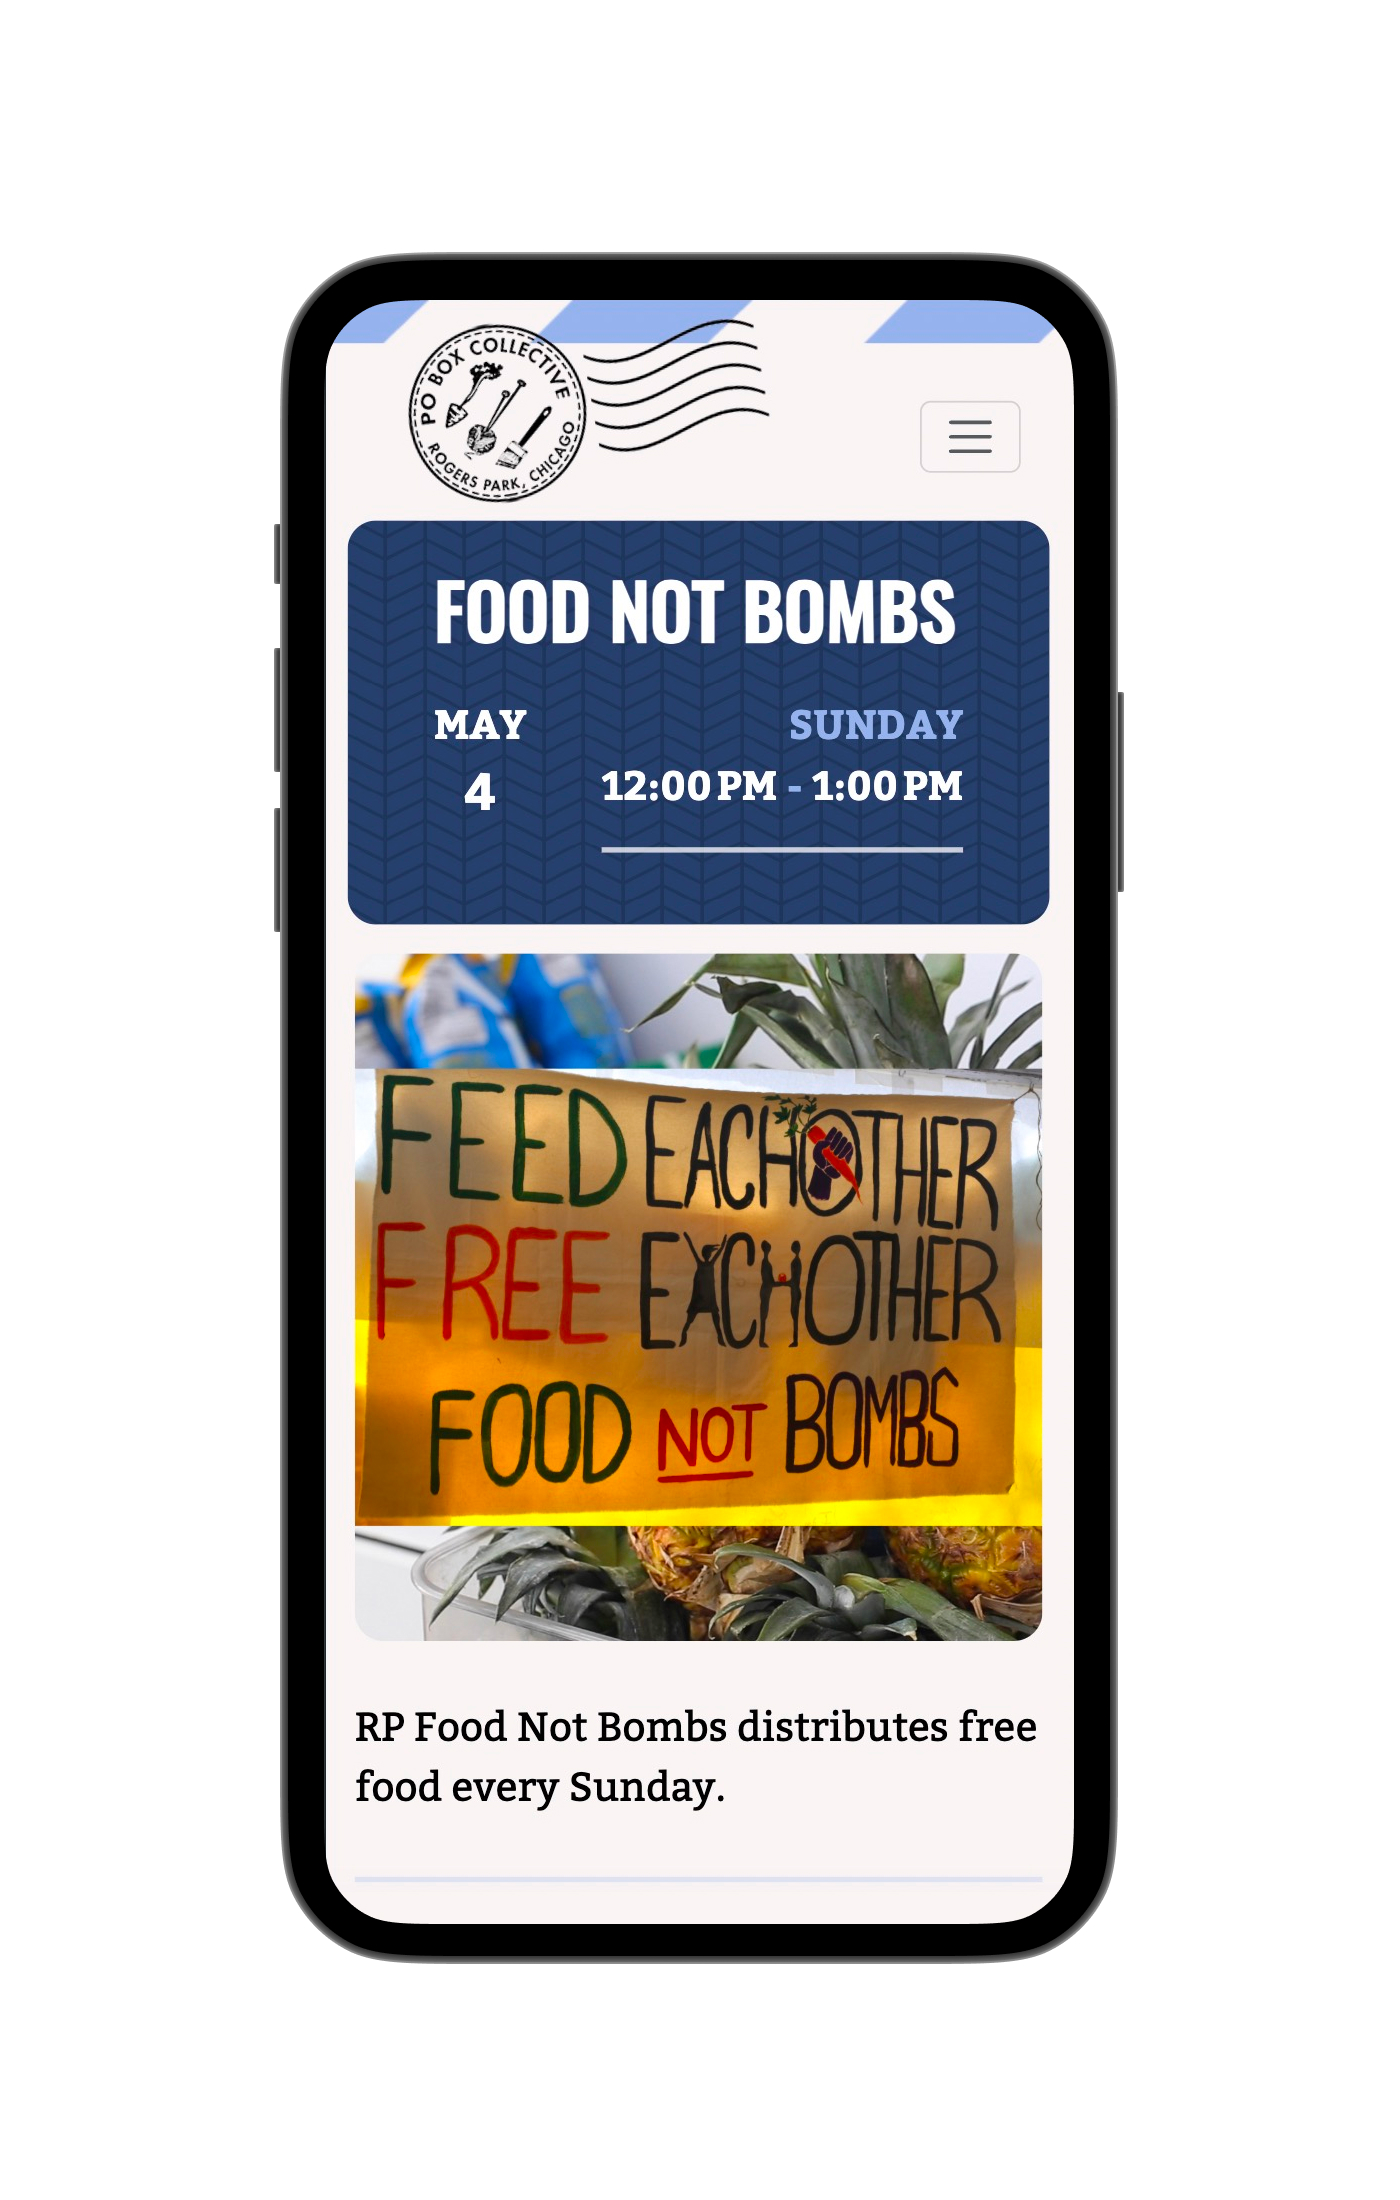 PO BOX COLLECTIVE
ROGERS PARK, CHICAGO
FOOD NOT BOMBS
MAY
4
SUNDAY
12:00 PM - 1:00 PM
FEED EACH OTHER
FREE EACH OTHER
FOOD NOT BOMBS
RP Food Not Bombs distributes free
food every Sunday.